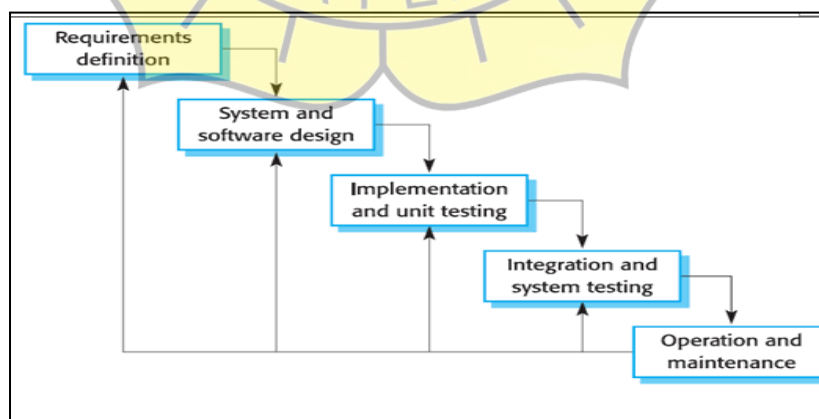 Requirements
definition
System and
software design
Implementation
and unit testing
Integration and
system testing
Operation and
maintenance